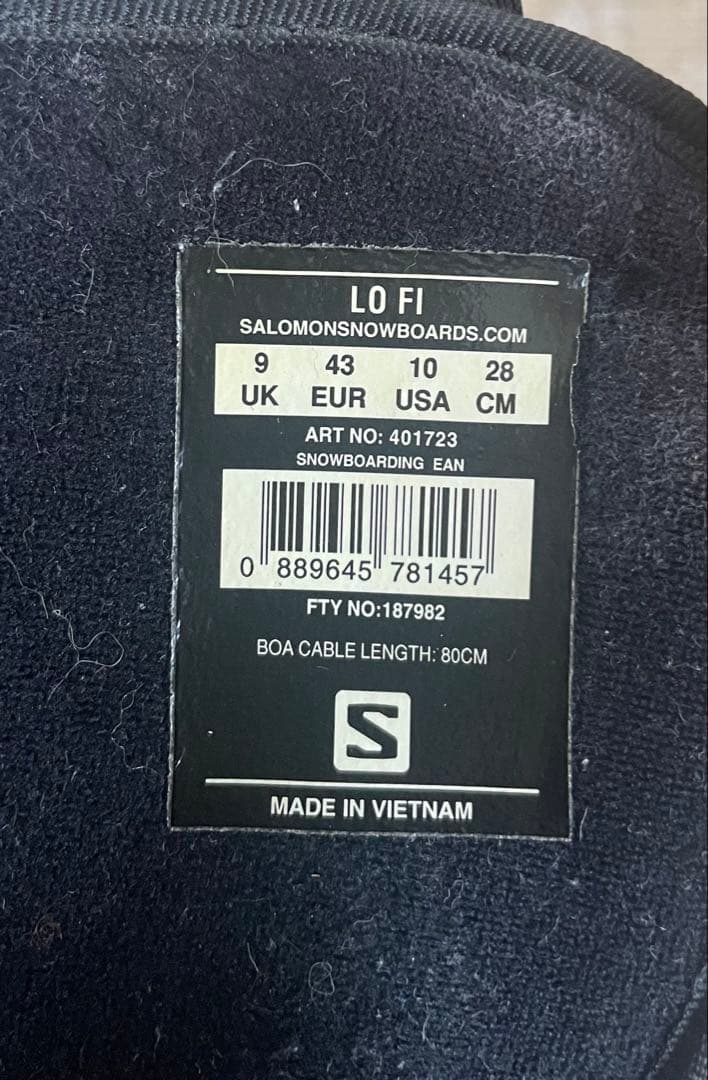 LO FI
SALOMONSNOWBOARDS.COM
9 43 10 28
UK EUR USA CM
ART NO: 401723
SNOWBOARDING EAN
0 889645 781457
FTY NO:187982
BOA CABLE LENGTH: 80CM
S
MADE IN VIETNAM